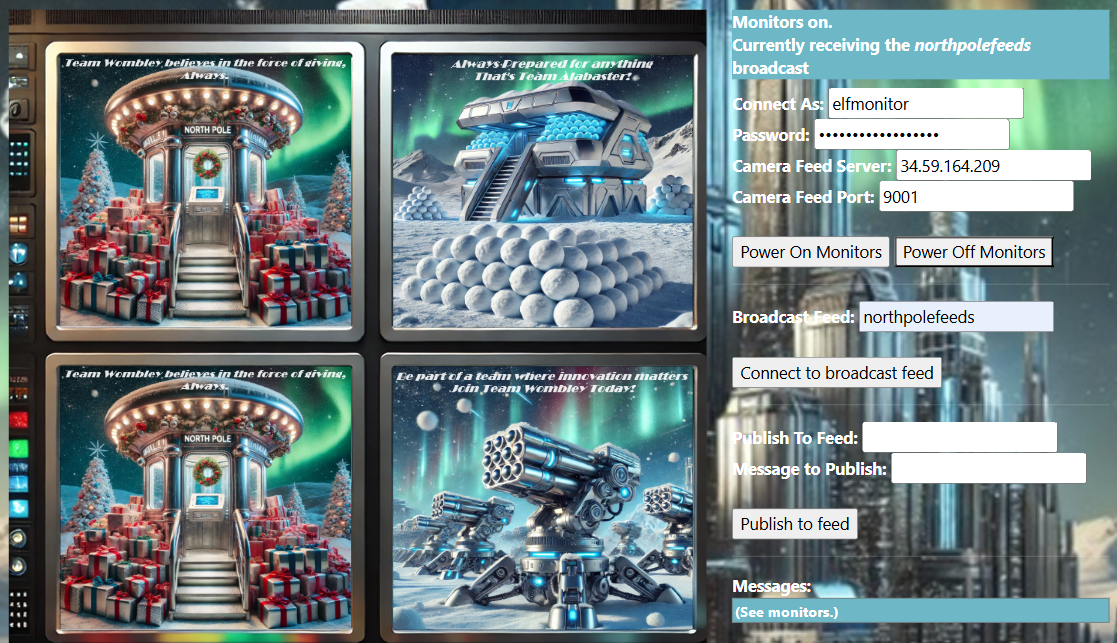 Team Wombley believes in the force of giving,
Always.
NORTH POLE
Always Prepared for anything
That's Team Alabaster!
Team Wombley believes in the force of giving,
Always.
NORTH POLE
Be part of a team where innovation matters
Join Team Wombley Today!
Monitors on.
Currently receiving the northpolefeeds
broadcast
Connect As: elfmonitor
Password: ••••••••••••••••••
Camera Feed Server: 34.59.164.209
Camera Feed Port: 9001
Power On Monitors Power Off Monitors
Broadcast Feed: northpolefeeds
Connect to broadcast feed
Publish To Feed:
Message to Publish:
Publish to feed
Messages:
(See monitors.)